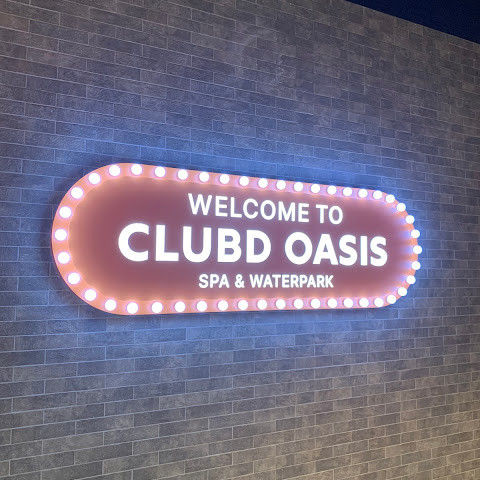 WELCOME TO
CLUBD OASIS
SPA & WATERPARK